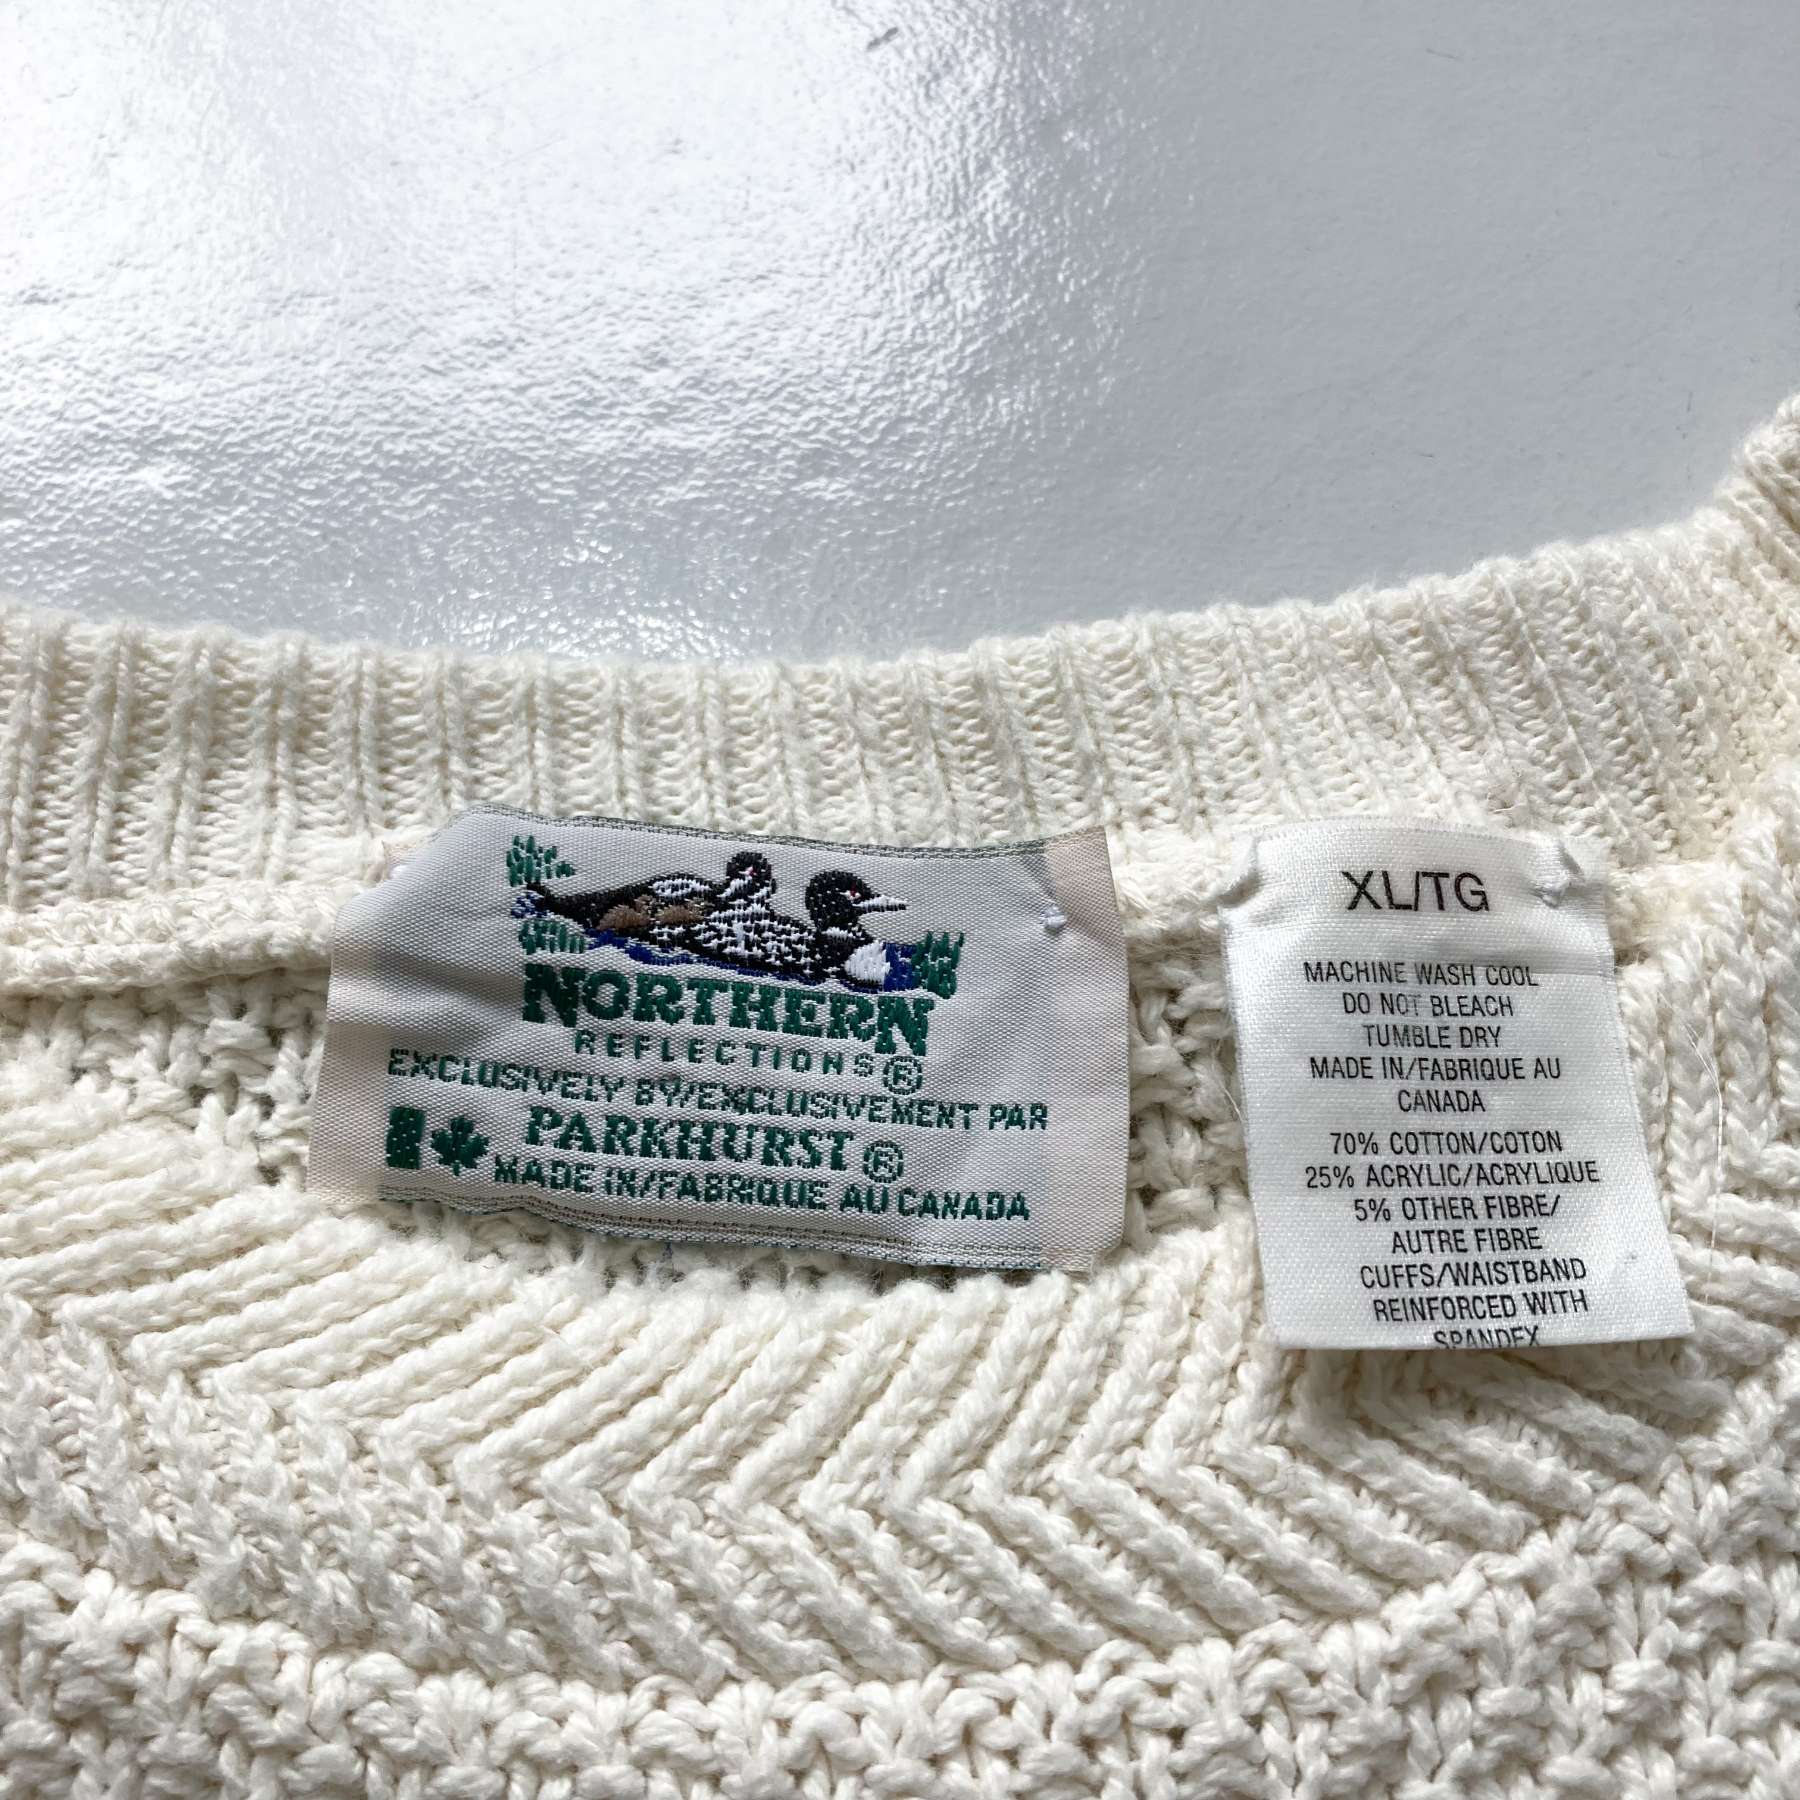 NORTHERN
REFLECTIONS®
EXCLUSIVELY BY/EXCLUSIVEMENT PAR
PARKHURST®
MADE IN/FABRIQUE AU CANADA
XL/TG
MACHINE WASH COOL
DO NOT BLEACH
TUMBLE DRY
MADE IN/FABRIQUE AU
CANADA
70% COTTON/COTON
25% ACRYLIC/ACRYLIQUE
5% OTHER FIBRE/
AUTRE FIBRE
CUFFS/WAISTBAND
REINFORCED WITH
SPANDEX